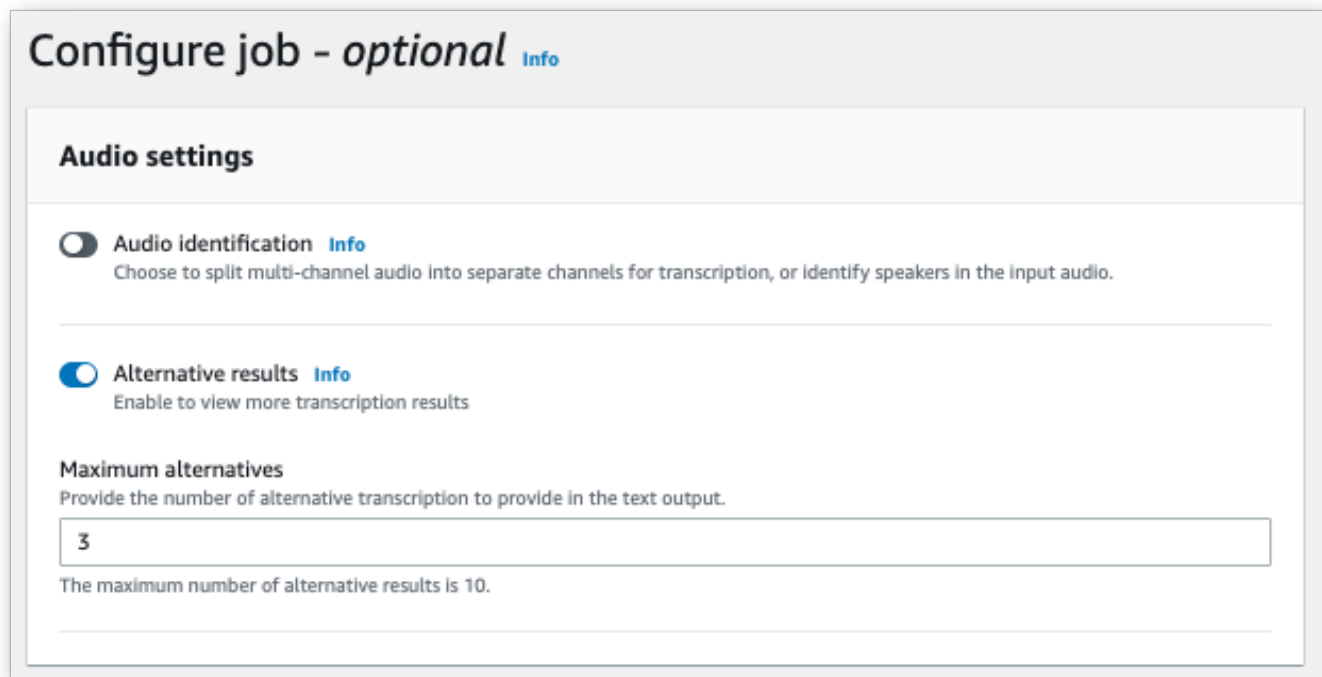 Configure job - optional Info
Audio settings
Audio identification Info
Choose to split multi-channel audio into separate channels for transcription, or identify speakers in the input audio.
Alternative results Info
Enable to view more transcription results
Maximum alternatives
Provide the number of alternative transcription to provide in the text output.
3
The maximum number of alternative results is 10.